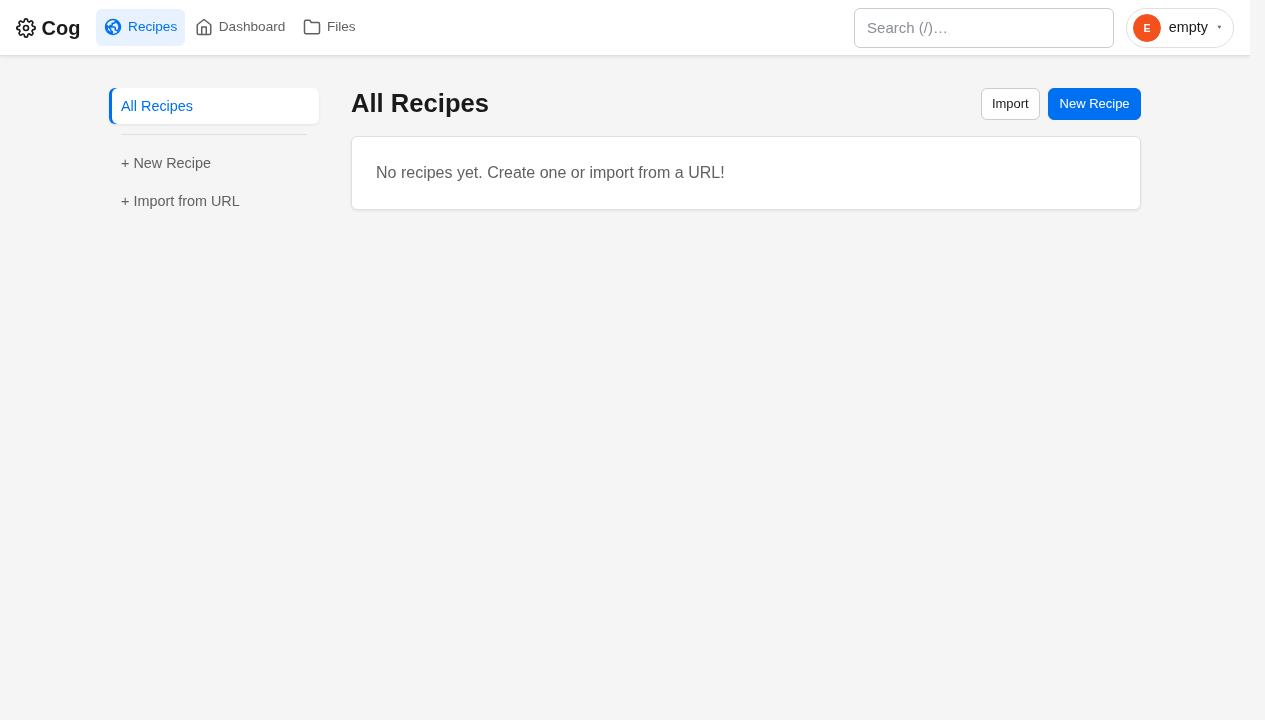 Cog
Recipes
Dashboard
Files
Search (/)…
E
empty
All Recipes
+ New Recipe
+ Import from URL
All Recipes
Import
New Recipe
No recipes yet. Create one or import from a URL!